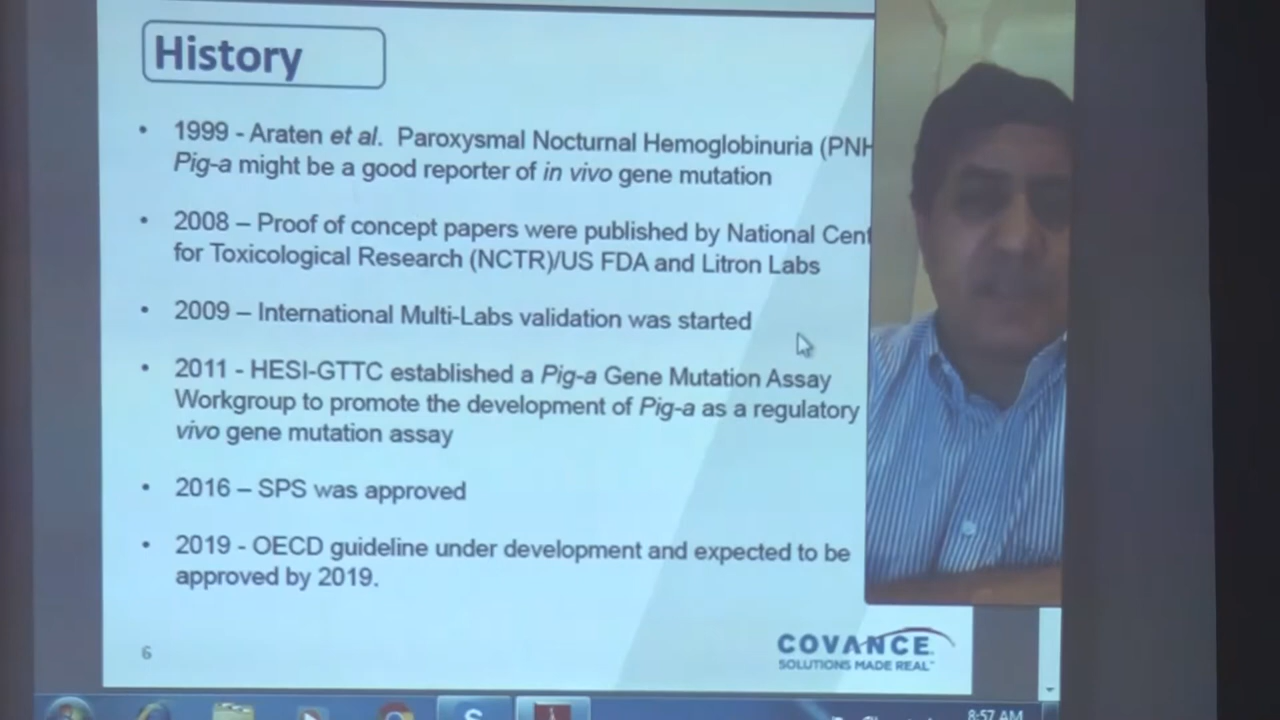 History
• 1999 - Araten et al. Paroxysmal Nocturnal Hemoglobinuria (PNH
Pig-a might be a good reporter of in vivo gene mutation
• 2008 – Proof of concept papers were published by National Cent
for Toxicological Research (NCTR)/US FDA and Litron Labs
• 2009 – International Multi-Labs validation was started
• 2011 - HESI-GTTC established a Pig-a Gene Mutation Assay
Workgroup to promote the development of Pig-a as a regulatory
vivo gene mutation assay
• 2016 – SPS was approved
• 2019 - OECD guideline under development and expected to be
approved by 2019.
6
COVANCE
SOLUTIONS MADE REAL™
8:57 AM